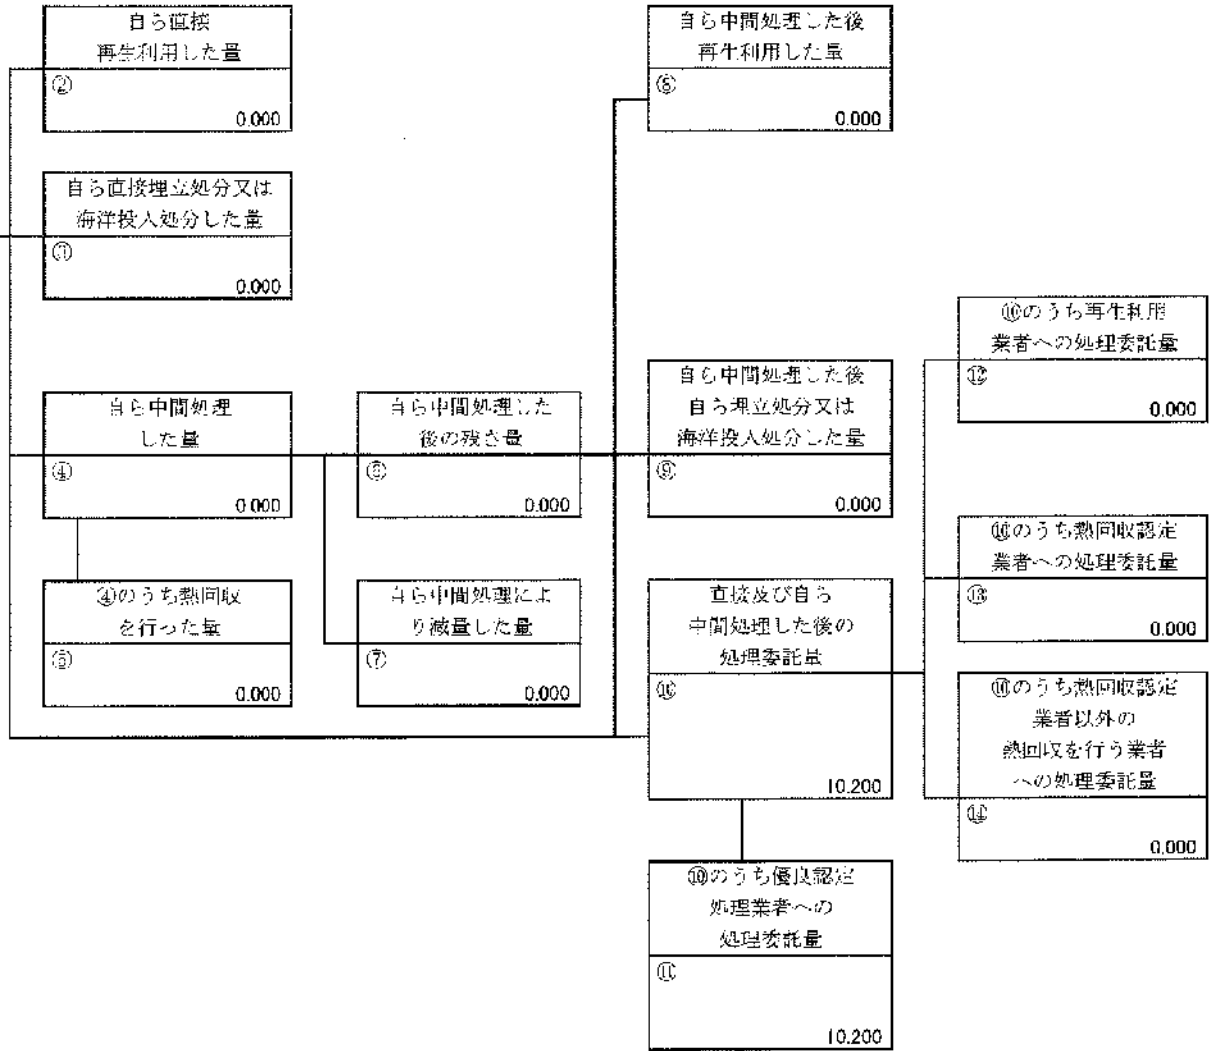 自ら直接
再生利用した量
②
0.000
自ら中間処理した後
再生利用した量
⑧
0.000
自ら直接埋立処分又は
海洋投入処分した量
③
0.000
⑩のうち再生利用
業者への処理委託量
⑫
0.000
自ら中間処理
した量
④
0.000
自ら中間処理した
後の残さ量
⑥
0.000
自ら中間処理した後
自ら埋立処分又は
海洋投入処分した量
⑨
0.000
⑩のうち熱回収認定
業者への処理委託量
⑬
0.000
④のうち熱回収
を行った量
⑤
0.000
自ら中間処理によ
り減量した量
⑦
0.000
直接及び自ら
中間処理した後の
処理委託量
⑩
10.200
⑩のうち熱回収認定
業者以外の
熱回収を行う業者
への処理委託量
⑭
0.000
⑩のうち優良認定
処理業者への
処理委託量
⑪
10.200